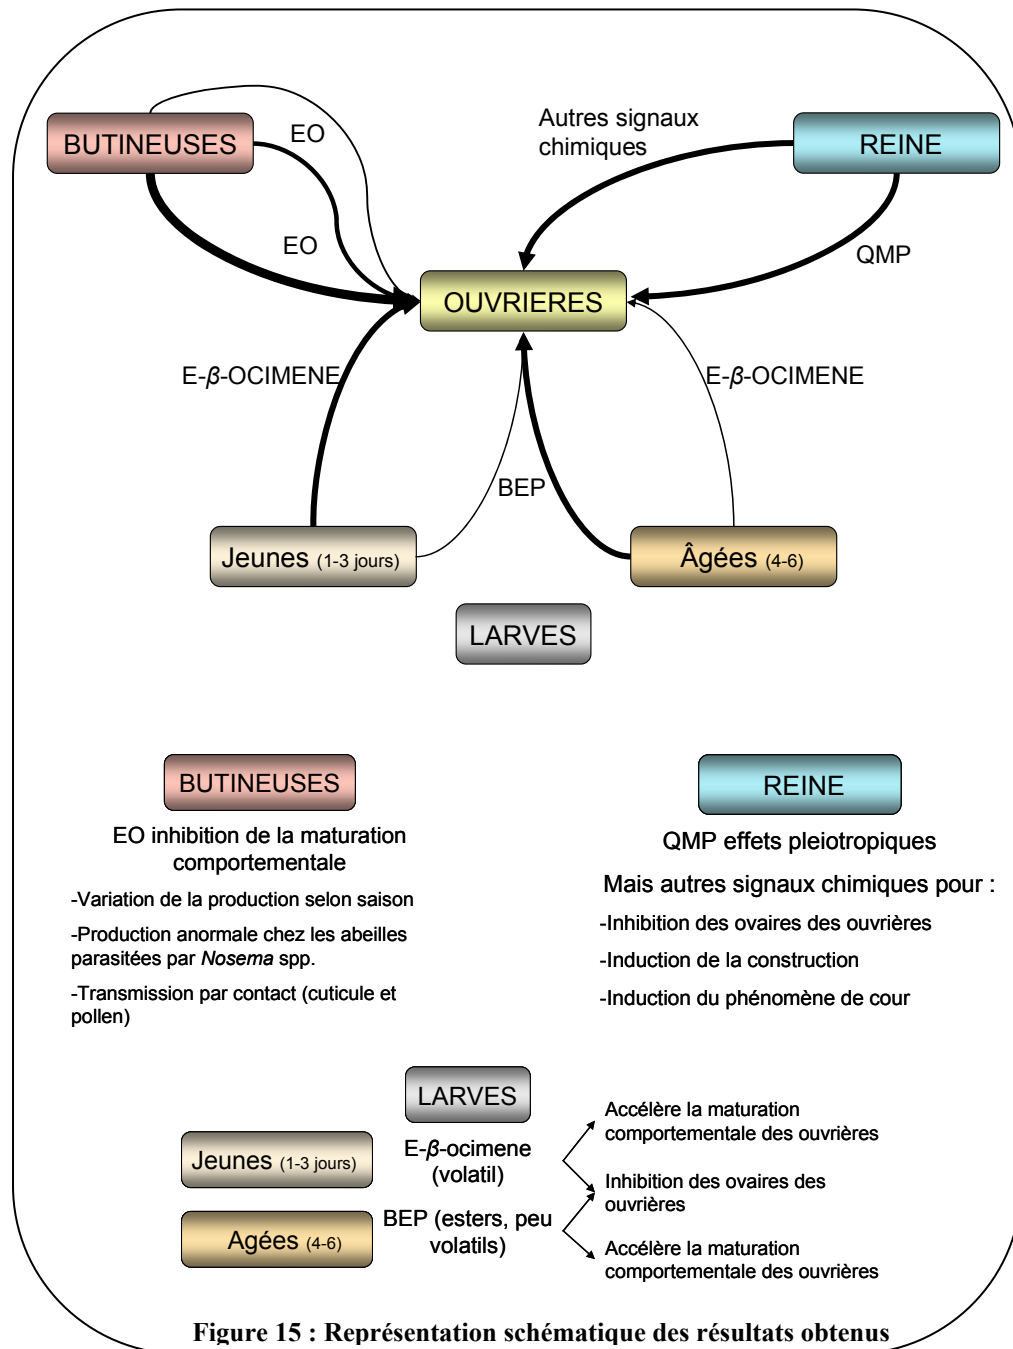 BUTINEUSES
EO
EO
Autres signaux
chimiques
REINE
QMP
OUVRIERES
E-β-OCIMENE
E-β-OCIMENE
BEP
Jeunes (1-3 jours)
Âgées (4-6)
LARVES
BUTINEUSES
EO inhibition de la maturation
comportementale
-Variation de la production selon saison
-Production anormale chez les abeilles
parasitées par Nosema spp.
-Transmission par contact (cuticule et
pollen)
REINE
QMP effets pleiotropiques
Mais autres signaux chimiques pour :
-Inhibition des ovaires des ouvrières
-Induction de la construction
-Induction du phénomène de cour
LARVES
Jeunes (1-3 jours)
E-β-ocimene
(volatil)
Agées (4-6)
BEP (esters, peu
volatils)
Accélère la maturation
comportementale des ouvrières
Inhibition des ovaires des
ouvrières
Accélère la maturation
comportementale des ouvrières
Figure 15 : Représentation schématique des résultats obtenus